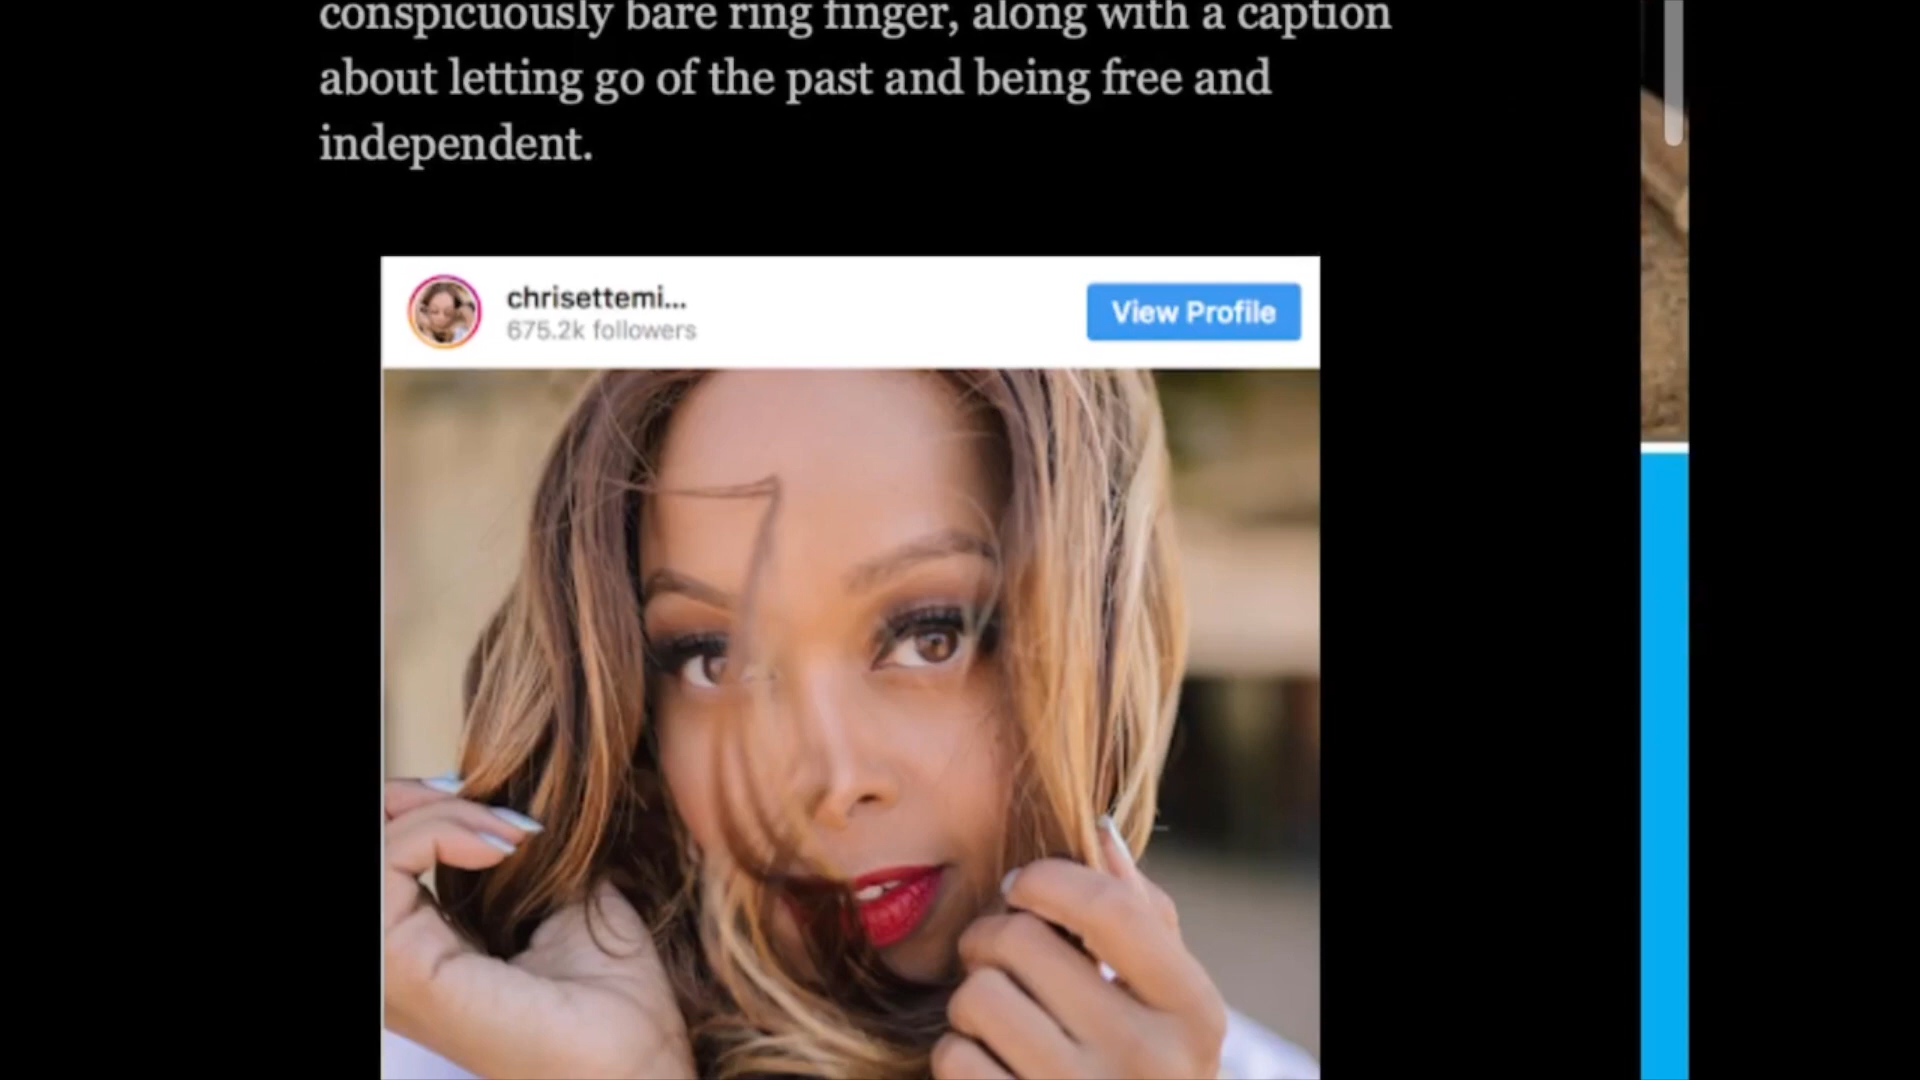 conspicuously bare ring finger, along with a caption
about letting go of the past and being free and
independent.
chrisettemi...
View Profile
675.2k followers